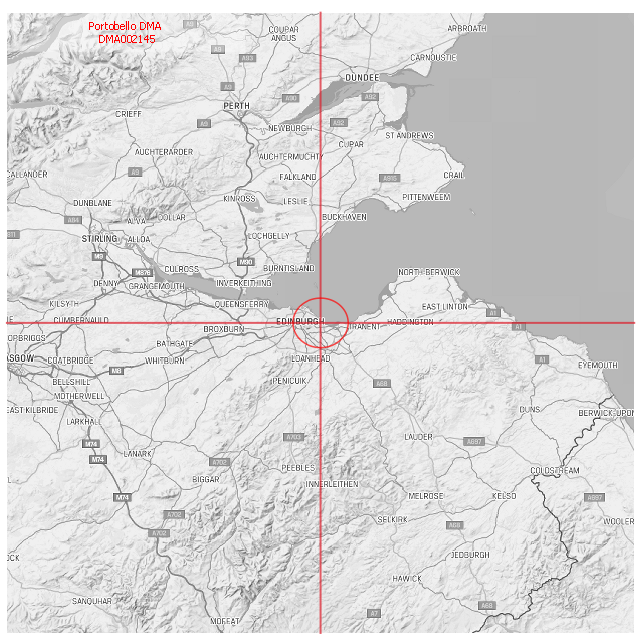 Portobello DMA
DMA002145
ARBROATH
A9
COUPAR
ANGUS
A9
A93
CARNOUSTIE
DUNDEE
A9
A90
A92
PERTH
CRIEFF
A9
NEWBURGH
A92
ST ANDREWS
CUPAR
AUCHTERARDER
AUCHTERMUCHTY
A9
CALLANDER
FALKLAND
A915
CRAIL
KINROSS
LESLIE
PITTENWEEM
DUNBLANE
A84
ALVA
DOLLAR
BUCKHAVEN
STIRLING
ALLOA
LOCHGELLY
M9
M90
M876
CULROSS
BURNTISLAND
NORTH BERWICK
DENNY
GRANGEMOUTH
INVERKEITHING
KILSYTH
QUEENSFERRY
EAST LINTON
A1
CUMBERNAULD
EDINBURGH
HADDINGTON
BROXBURN
TRANENT
A1
BATHGATE
COATBRIDGE
WHITBURN
LOANHEAD
A1
EYEMOUTH
M8
BELLSHILL
PENICUIK
A68
MOTHERWELL
EAST KILBRIDE
DUNS
BERWICK-UPON
LARKHALL
M74
A703
LAUDER
A697
LANARK
M74
A702
PEEBLES
COLDSTREAM
BIGGAR
INNERLEITHEN
M74
MELROSE
KELSO
A697
A702
SELKIRK
A68
WOOLER
A702
JEDBURGH
HAWICK
SANQUHAR
A68
A7
MOFFAT